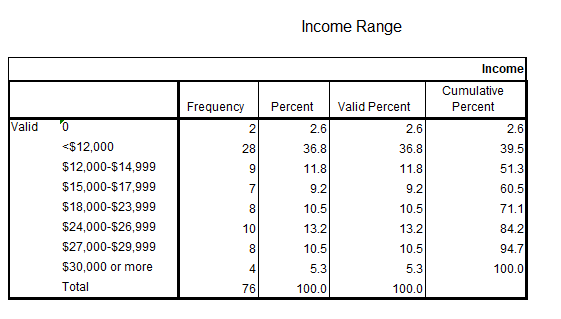 Income Range
Income
Frequency Percent Valid Percent Cumulative Percent
Valid 0 2 2.6 2.6 2.6
<$12,000 28 36.8 36.8 39.5
$12,000-$14,999 9 11.8 11.8 51.3
$15,000-$17,999 7 9.2 9.2 60.5
$18,000-$23,999 8 10.5 10.5 71.1
$24,000-$26,999 10 13.2 13.2 84.2
$27,000-$29,999 8 10.5 10.5 94.7
$30,000 or more 4 5.3 5.3 100.0
Total 76 100.0 100.0